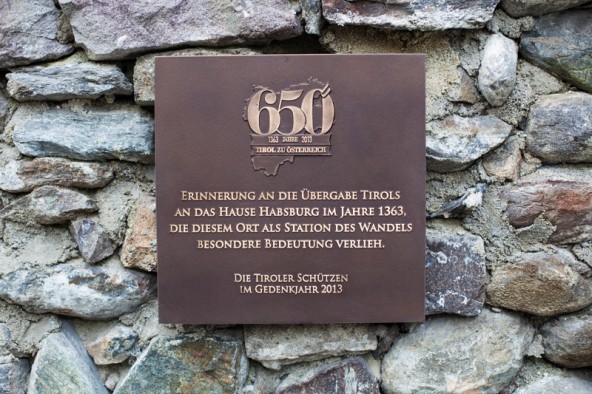 650
1363 JAHRE 2013
TIROL ZU ÖSTERREICH
ERINNERUNG AN DIE ÜBERGABE TIROLS
AN DAS HAUSE HABSBURG IM JAHRE 1363,
DIE DIESEM ORT ALS STATION DES WANDELS
BESONDERE BEDEUTUNG VERLIEH.
DIE TIROLER SCHÜTZEN
IM GEDENKJAHR 2013